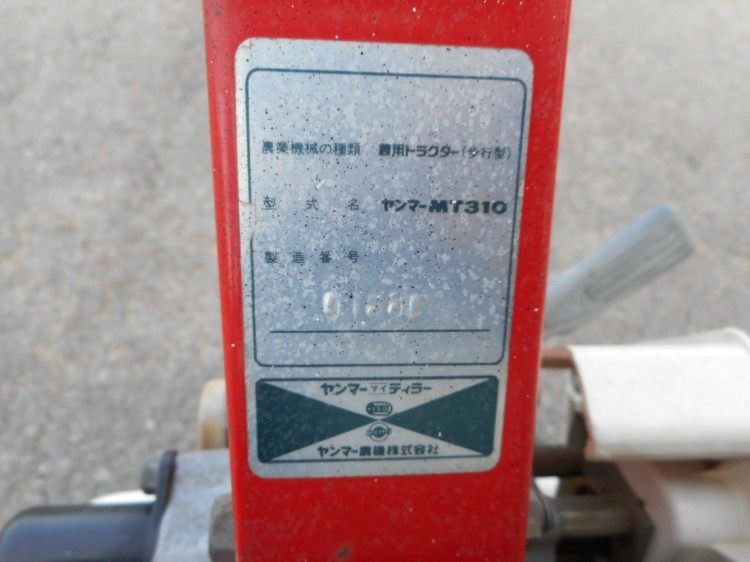 農業機械の種類 農用トラクター(歩行型)
型式名 ヤンマーMT310
製造番号
ヤンマーマイティラー
ヤンマー農機株式会社